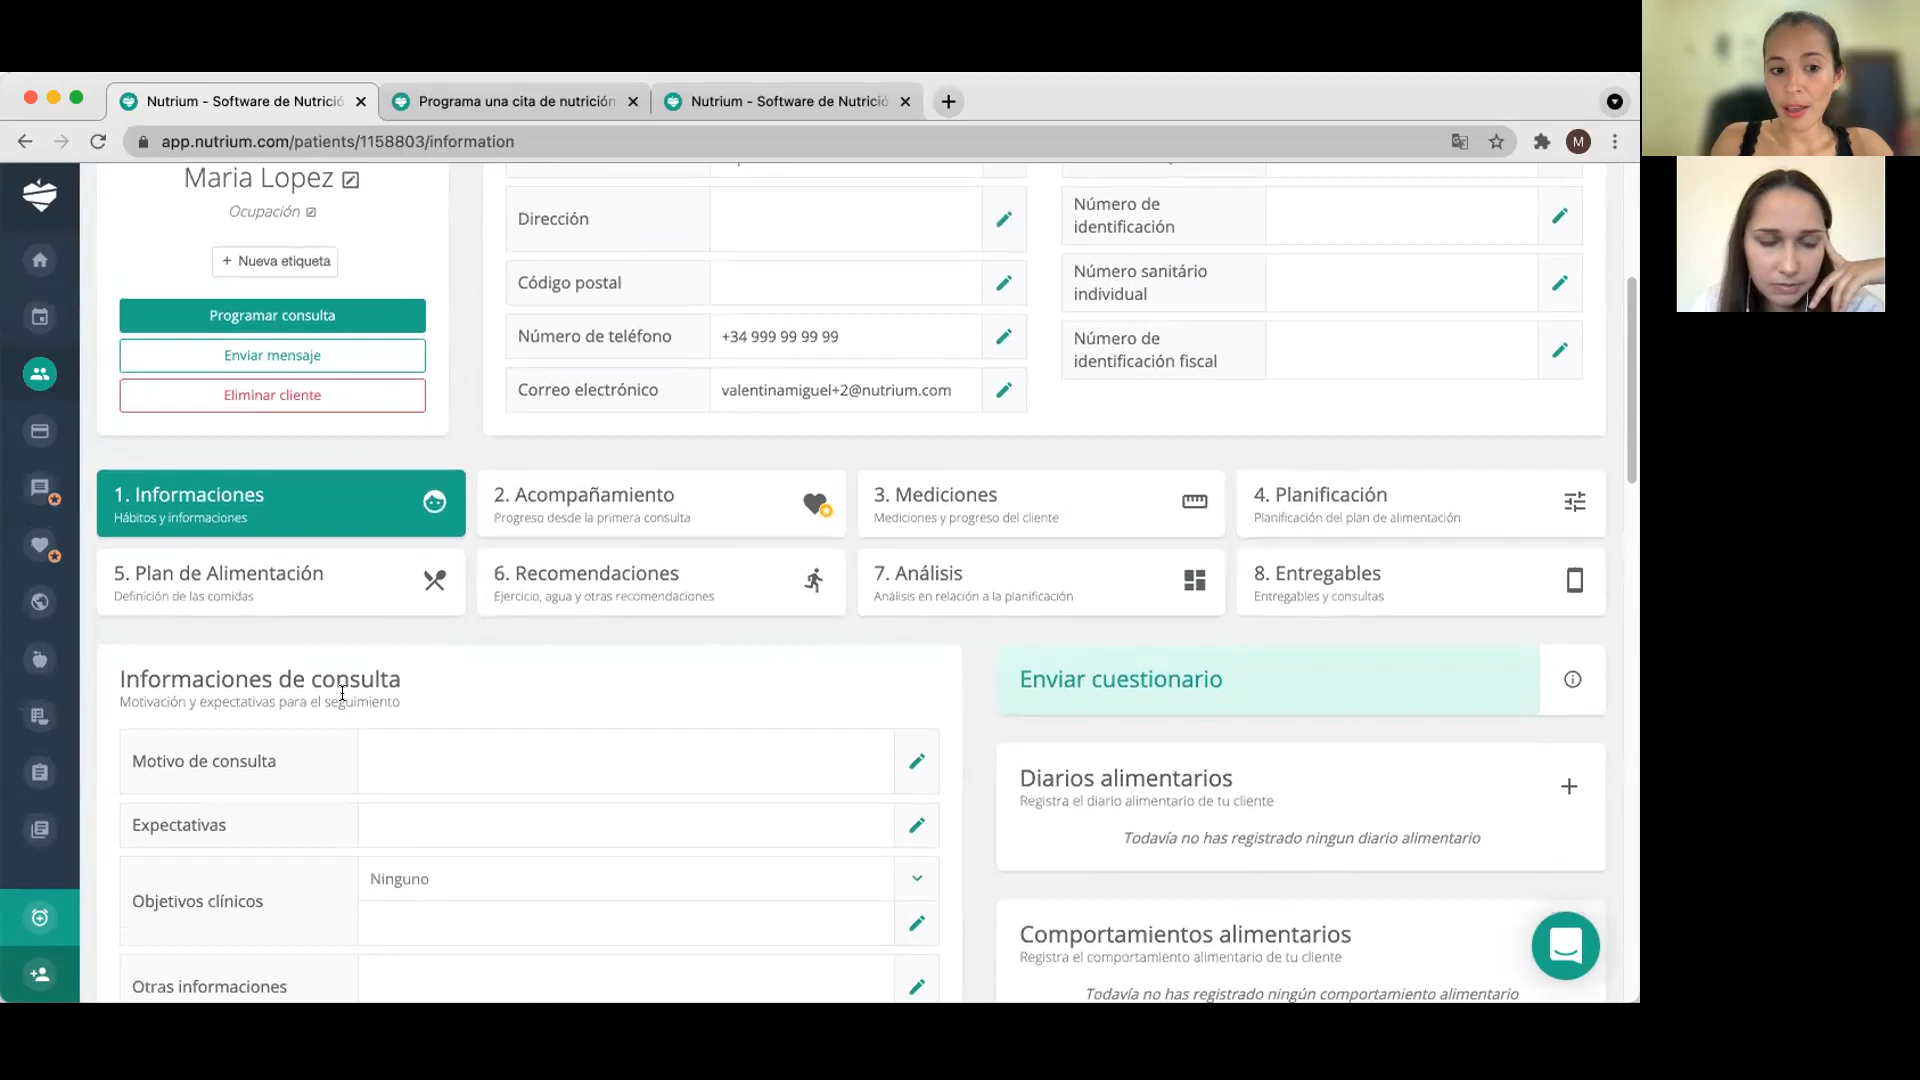 Nutrium - Software de Nutrició
Programa una cita de nutrición
Nutrium - Software de Nutrició
app.nutrium.com/patients/1158803/information
M
Maria Lopez
Ocupación
+ Nueva etiqueta
Programar consulta
Enviar mensaje
Eliminar cliente
Dirección
Código postal
Número de teléfono
+34 999 99 99 99
Correo electrónico
valentinamiguel+2@nutrium.com
Número de
identificación
Número sanitário
individual
Número de
identificación fiscal
1. Informaciones
Hábitos y informaciones
2. Acompañamiento
Progreso desde la primera consulta
3. Mediciones
Mediciones y progreso del cliente
4. Planificación
Planificación del plan de alimentación
5. Plan de Alimentación
Definición de las comidas
6. Recomendaciones
Ejercicio, agua y otras recomendaciones
7. Análisis
Análisis en relación a la planificación
8. Entregables
Entregables y consultas
Informaciones de consulta
Motivación y expectativas para el seguimiento
Motivo de consulta
Expectativas
Objetivos clínicos
Ninguno
Otras informaciones
Enviar cuestionario
Diarios alimentarios
Registra el diario alimentario de tu cliente
Todavía no has registrado ningun diario alimentario
Comportamientos alimentarios
Registra el comportamiento alimentario de tu cliente
Todavía no has registrado ningún comportamiento alimentario